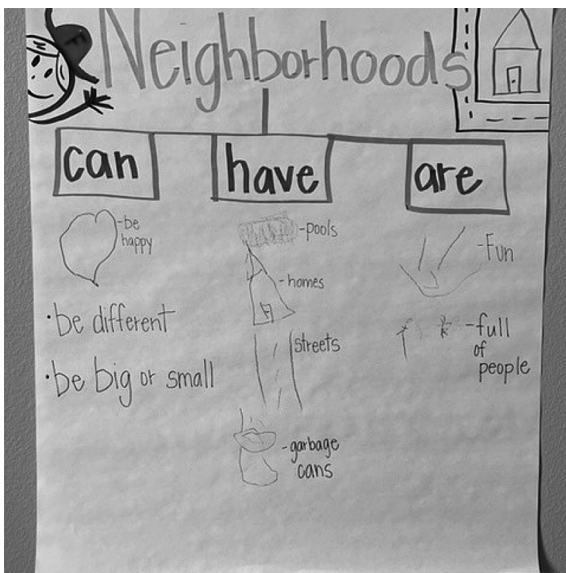 Neighborhoods
can
have
are
-be
happy
·be different
·be big or small
-pools
-homes
streets
-garbage
cans
-Fun
-full
of
people